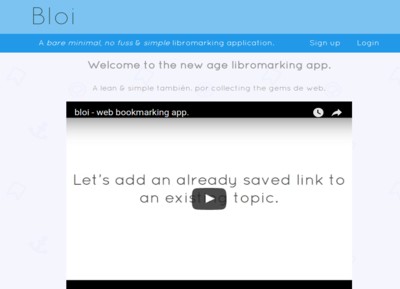 Bloi
A bare minimal, no fuss & simple libromarking application.
Sign up
Login
Welcome to the new age libromarking app.
A lean & simple también, por collecting the gems de web.
bloi - web bookmarking app.
Let's add an already saved link to
an existing topic.